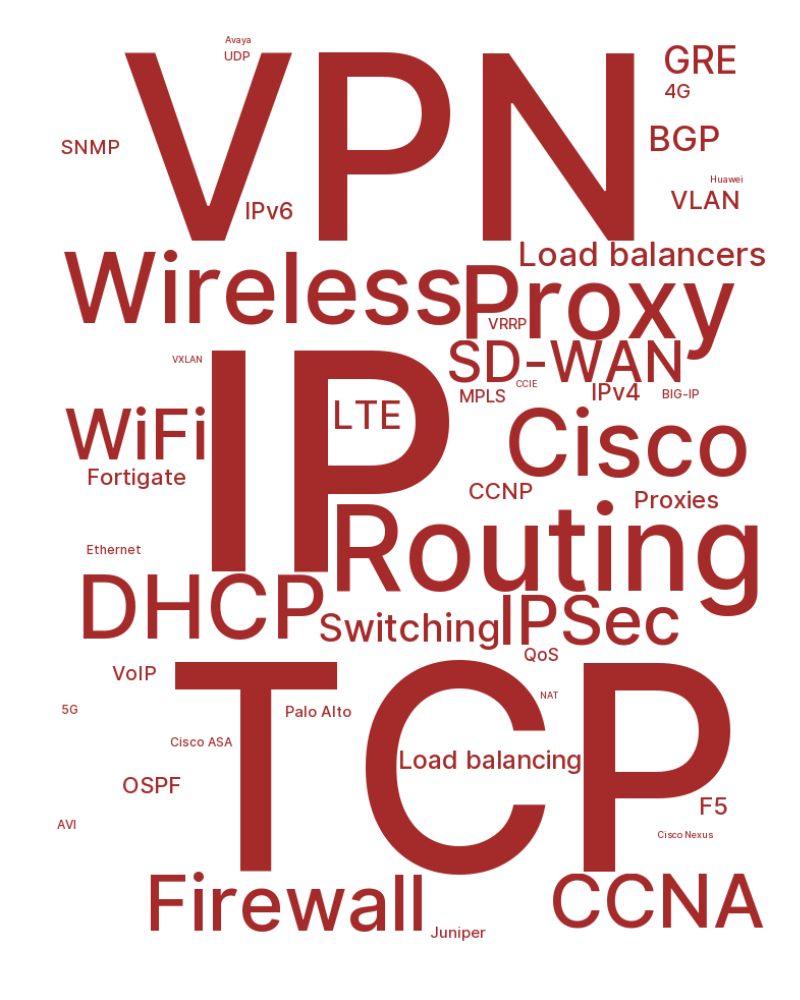 Avaya
UDP
VPN
GRE
4G
SNMP
BGP
Huawei
IPv6
VLAN
Load balancers
Wireless
Proxy
VRRP
SD-WAN
VXLAN
CCIE
MPLS
IPv4
BIG-IP
IP
LTE
WiFi
Cisco
Fortigate
CCNP
Proxies
Routing
Ethernet
DHCP
Switching
IPSec
QoS
VoIP
TCP
NAT
5G
Palo Alto
Cisco ASA
Load balancing
OSPF
F5
AVI
Cisco Nexus
Firewall
CCNA
Juniper